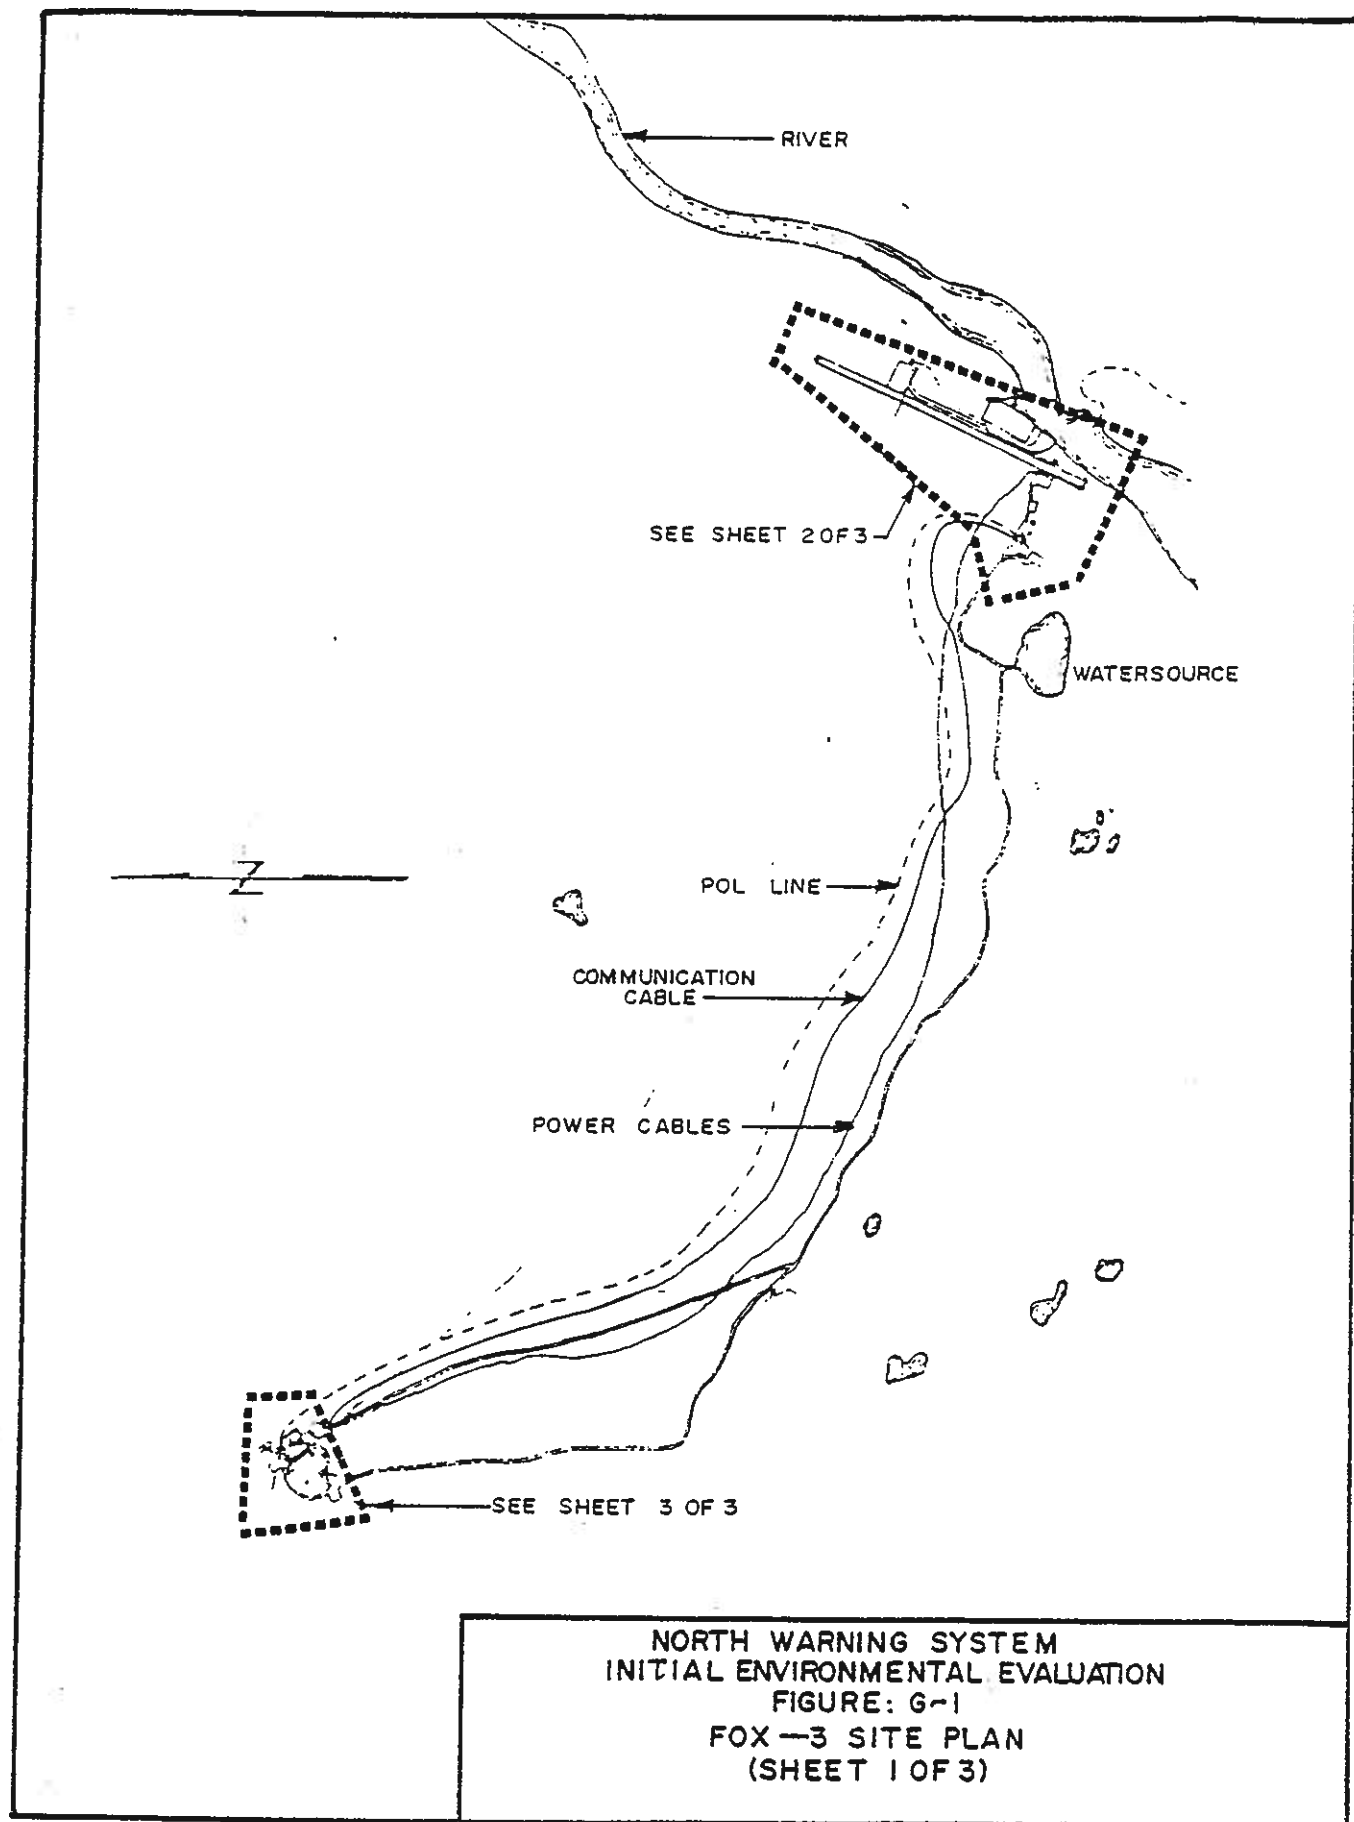 RIVER
SEE SHEET 2 OF 3
WATERSOURCE
N
POL LINE
COMMUNICATION
CABLE
POWER CABLES
SEE SHEET 3 OF 3
NORTH WARNING SYSTEM
INITIAL ENVIRONMENTAL EVALUATION
FIGURE: G-1
FOX-3 SITE PLAN
(SHEET 1 OF 3)